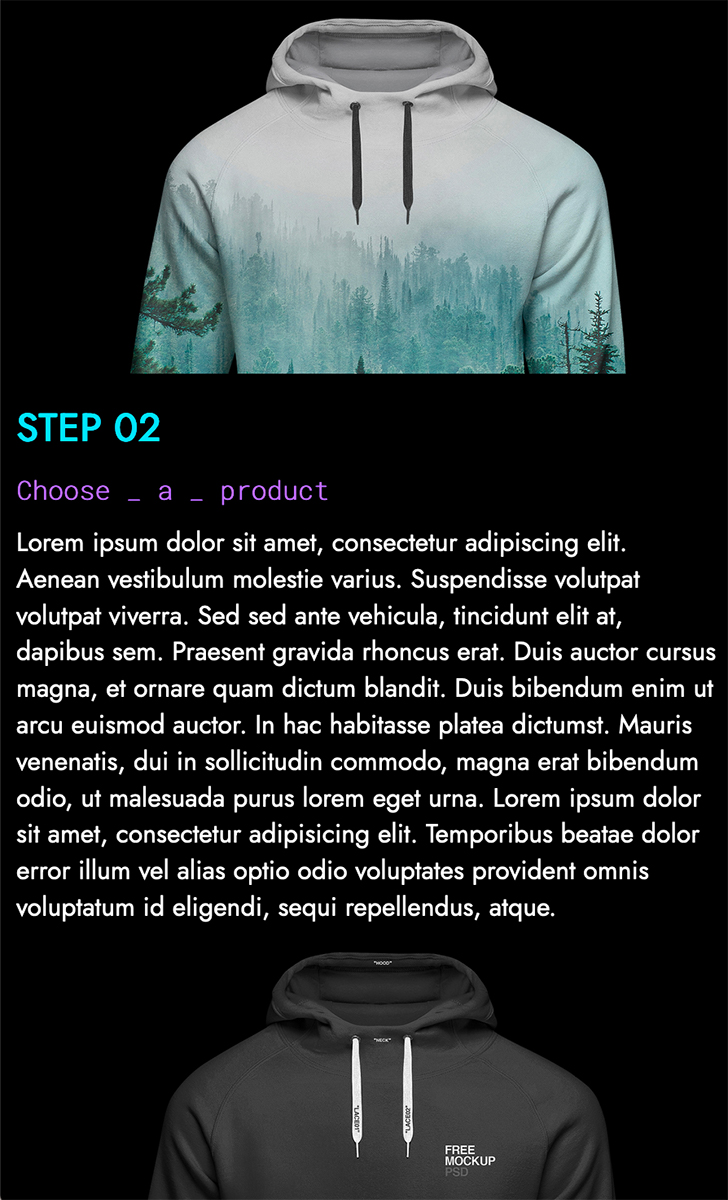 STEP 02
Choose _ a _ product
Lorem ipsum dolor sit amet, consectetur adipiscing elit.
Aenean vestibulum molestie varius. Suspendisse volutpat
volutpat viverra. Sed sed ante vehicula, tincidunt elit at,
dapibus sem. Praesent gravida rhoncus erat. Duis auctor cursus
magna, et ornare quam dictum blandit. Duis bibendum enim ut
arcu euismod auctor. In hac habitasse platea dictumst. Mauris
venenatis, dui in sollicitudin commodo, magna erat bibendum
odio, ut malesuada purus lorem eget urna. Lorem ipsum dolor
sit amet, consectetur adipisicing elit. Temporibus beatae dolor
error illum vel alias optio odio voluptates provident omnis
voluptatum id eligendi, sequi repellendus, atque.
"HOOD"
"NECK"
"LACE01"
"LACE02"
FREE
MOCKUP
PSD